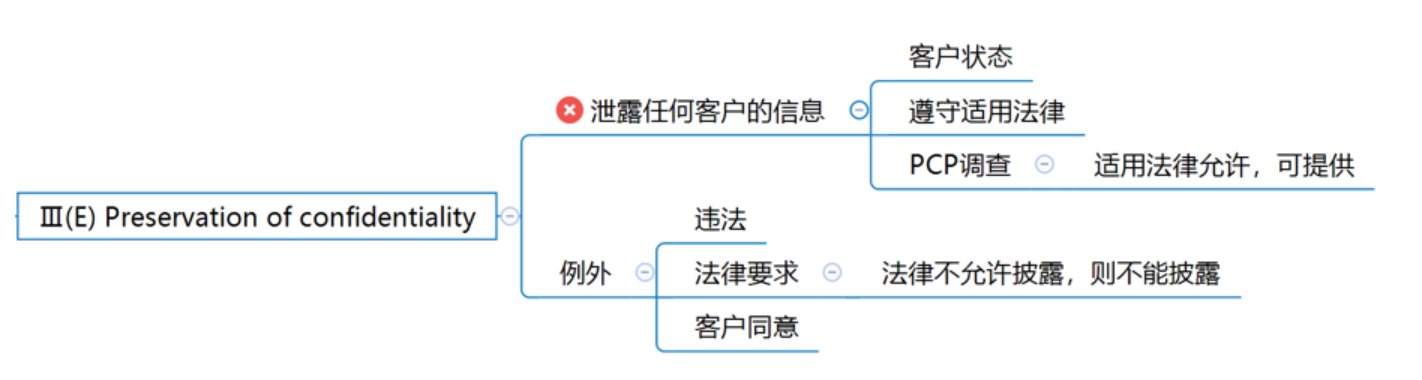 Ⅲ(E) Preservation of confidentiality
泄露任何客户的信息
客户状态
遵守适用法律
PCP调查
适用法律允许，可提供
例外
违法
法律要求
法律不允许披露，则不能披露
客户同意